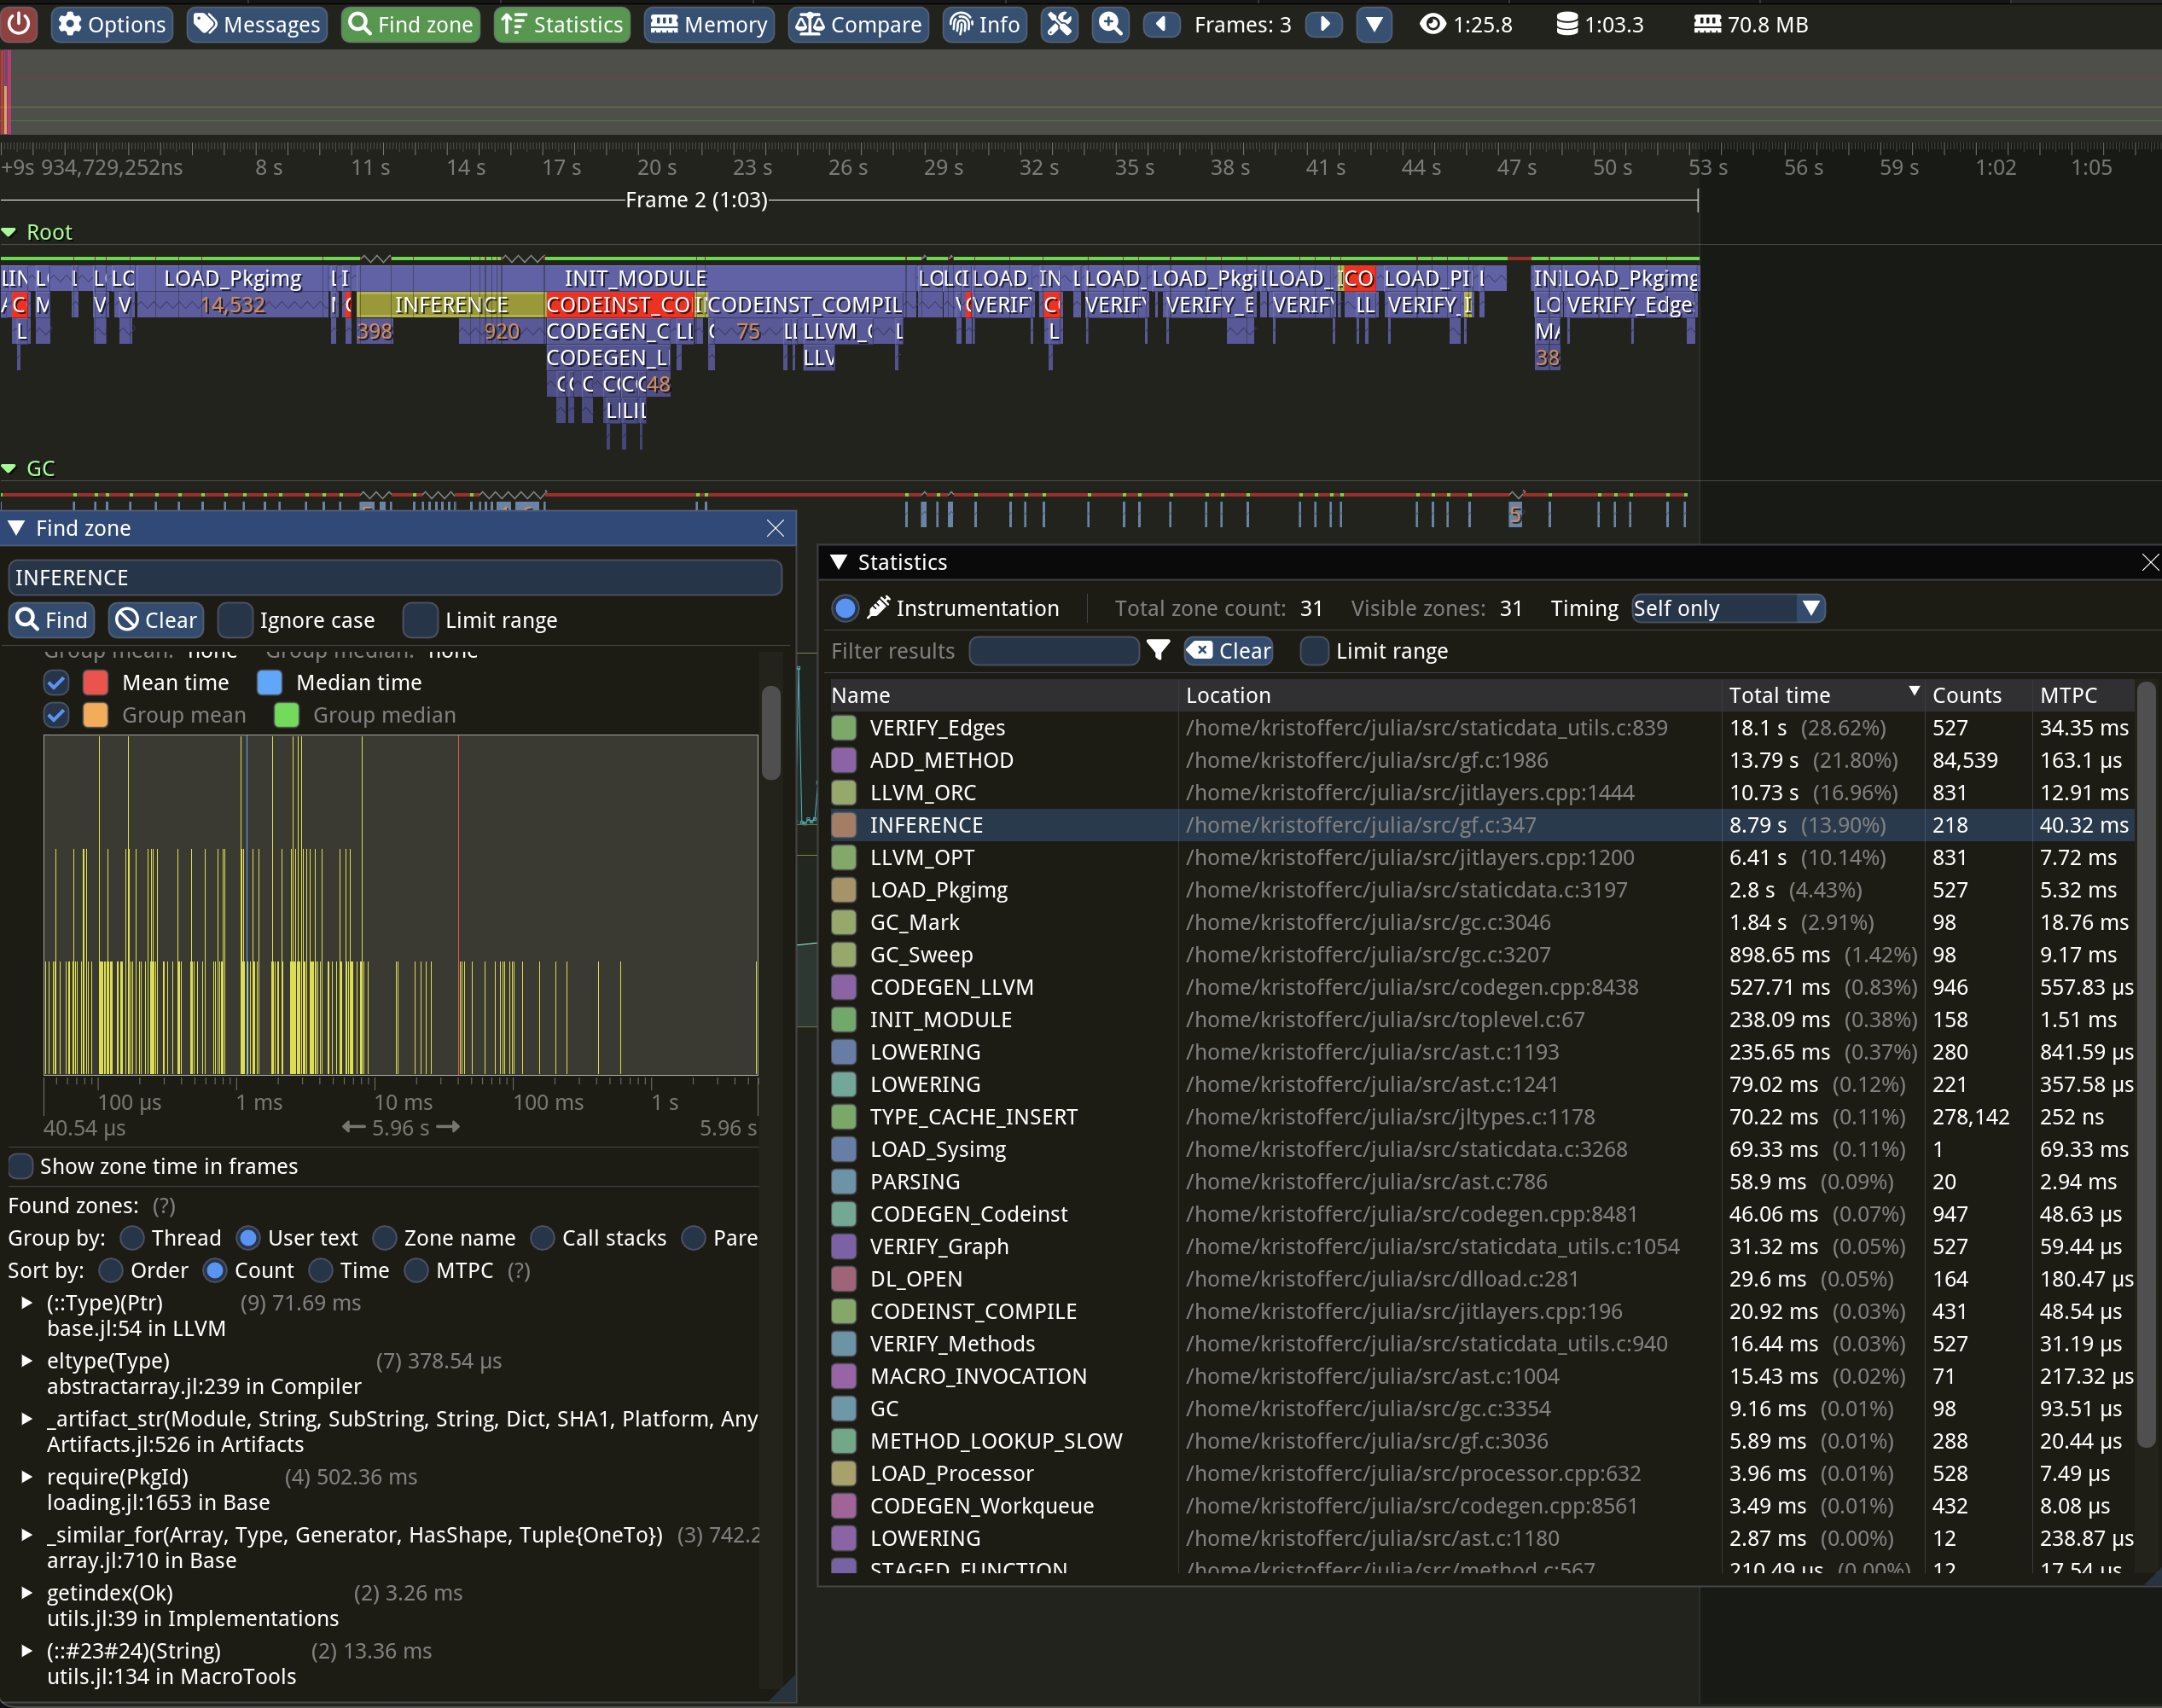 Options Messages Find zone Statistics Memory Compare Info Frames: 3 1:25.8 1:03.3 70.8 MB
+9s 934,729,252ns 8 s 11 s 14 s 17 s 20 s 23 s 26 s 29 s 32 s 35 s 38 s 41 s 44 s 47 s 50 s 53 s 56 s 59 s 1:02 1:05
Frame 2 (1:03)
Root
LOAD_Pkgimg INIT_MODULE LOAD_ IN LOAD_ LOAD_Pkgi LOAD_ CO LOAD_PI INI LOAD_Pkgimg
C M V V 14,532 INFERENCE CODEINST_CO CODEINST_COMPIL VERIF VERIF VERIFY_E VERIF LL VERIFY_ LO VERIFY_Edge
L 398 920 CODEGEN_C LL 75 LLVM_ L L MA
CODEGEN_L LLV 38
48
GC
5
Find zone
INFERENCE
Find Clear Ignore case Limit range
Group mean: none Group median: none
Mean time Median time
Group mean Group median
100 µs 1 ms 10 ms 100 ms 1 s
40.54 µs 5.96 s 5.96 s
Show zone time in frames
Found zones: (?)
Group by: Thread User text Zone name Call stacks Pare
Sort by: Order Count Time MTPC (?)
(::Type)(Ptr) (9) 71.69 ms
base.jl:54 in LLVM
eltype(Type) (7) 378.54 µs
abstractarray.jl:239 in Compiler
_artifact_str(Module, String, SubString, String, Dict, SHA1, Platform, Any
Artifacts.jl:526 in Artifacts
require(PkgId) (4) 502.36 ms
loading.jl:1653 in Base
_similar_for(Array, Type, Generator, HasShape, Tuple{OneTo}) (3) 742.2
array.jl:710 in Base
getindex(Ok) (2) 3.26 ms
utils.jl:39 in Implementations
(::#23#24)(String) (2) 13.36 ms
utils.jl:134 in MacroTools
Statistics
Instrumentation Total zone count: 31 Visible zones: 31 Timing Self only
Filter results Clear Limit range
Name Location Total time Counts MTPC
VERIFY_Edges /home/kristofferc/julia/src/staticdata_utils.c:839 18.1 s (28.62%) 527 34.35 ms
ADD_METHOD /home/kristofferc/julia/src/gf.c:1986 13.79 s (21.80%) 84,539 163.1 µs
LLVM_ORC /home/kristofferc/julia/src/jitlayers.cpp:1444 10.73 s (16.96%) 831 12.91 ms
INFERENCE /home/kristofferc/julia/src/gf.c:347 8.79 s (13.90%) 218 40.32 ms
LLVM_OPT /home/kristofferc/julia/src/jitlayers.cpp:1200 6.41 s (10.14%) 831 7.72 ms
LOAD_Pkgimg /home/kristofferc/julia/src/staticdata.c:3197 2.8 s (4.43%) 527 5.32 ms
GC_Mark /home/kristofferc/julia/src/gc.c:3046 1.84 s (2.91%) 98 18.76 ms
GC_Sweep /home/kristofferc/julia/src/gc.c:3207 898.65 ms (1.42%) 98 9.17 ms
CODEGEN_LLVM /home/kristofferc/julia/src/codegen.cpp:8438 527.71 ms (0.83%) 946 557.83 µs
INIT_MODULE /home/kristofferc/julia/src/toplevel.c:67 238.09 ms (0.38%) 158 1.51 ms
LOWERING /home/kristofferc/julia/src/ast.c:1193 235.65 ms (0.37%) 280 841.59 µs
LOWERING /home/kristofferc/julia/src/ast.c:1241 79.02 ms (0.12%) 221 357.58 µs
TYPE_CACHE_INSERT /home/kristofferc/julia/src/jltypes.c:1178 70.22 ms (0.11%) 278,142 252 ns
LOAD_Sysimg /home/kristofferc/julia/src/staticdata.c:3268 69.33 ms (0.11%) 1 69.33 ms
PARSING /home/kristofferc/julia/src/ast.c:786 58.9 ms (0.09%) 20 2.94 ms
CODEGEN_Codeinst /home/kristofferc/julia/src/codegen.cpp:8481 46.06 ms (0.07%) 947 48.63 µs
VERIFY_Graph /home/kristofferc/julia/src/staticdata_utils.c:1054 31.32 ms (0.05%) 527 59.44 µs
DL_OPEN /home/kristofferc/julia/src/dlload.c:281 29.6 ms (0.05%) 164 180.47 µs
CODEINST_COMPILE /home/kristofferc/julia/src/jitlayers.cpp:196 20.92 ms (0.03%) 431 48.54 µs
VERIFY_Methods /home/kristofferc/julia/src/staticdata_utils.c:940 16.44 ms (0.03%) 527 31.19 µs
MACRO_INVOCATION /home/kristofferc/julia/src/ast.c:1004 15.43 ms (0.02%) 71 217.32 µs
GC /home/kristofferc/julia/src/gc.c:3354 9.16 ms (0.01%) 98 93.51 µs
METHOD_LOOKUP_SLOW /home/kristofferc/julia/src/gf.c:3036 5.89 ms (0.01%) 288 20.44 µs
LOAD_Processor /home/kristofferc/julia/src/processor.cpp:632 3.96 ms (0.01%) 528 7.49 µs
CODEGEN_Workqueue /home/kristofferc/julia/src/codegen.cpp:8561 3.49 ms (0.01%) 432 8.08 µs
LOWERING /home/kristofferc/julia/src/ast.c:1180 2.87 ms (0.00%) 12 238.87 µs
STAGED_FUNCTION /home/kristofferc/julia/src/method.c:567 210.49 µs (0.00%) 12 17.54 µs